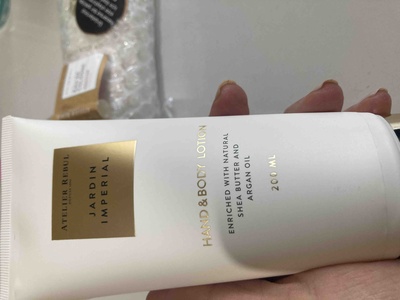 ATELIER REBUL
JARDIN
IMPERIAL
HAND & BODY LOTION
ENRICHED WITH NATURAL
SHEA BUTTER AND
ARGAN OIL
200 ML